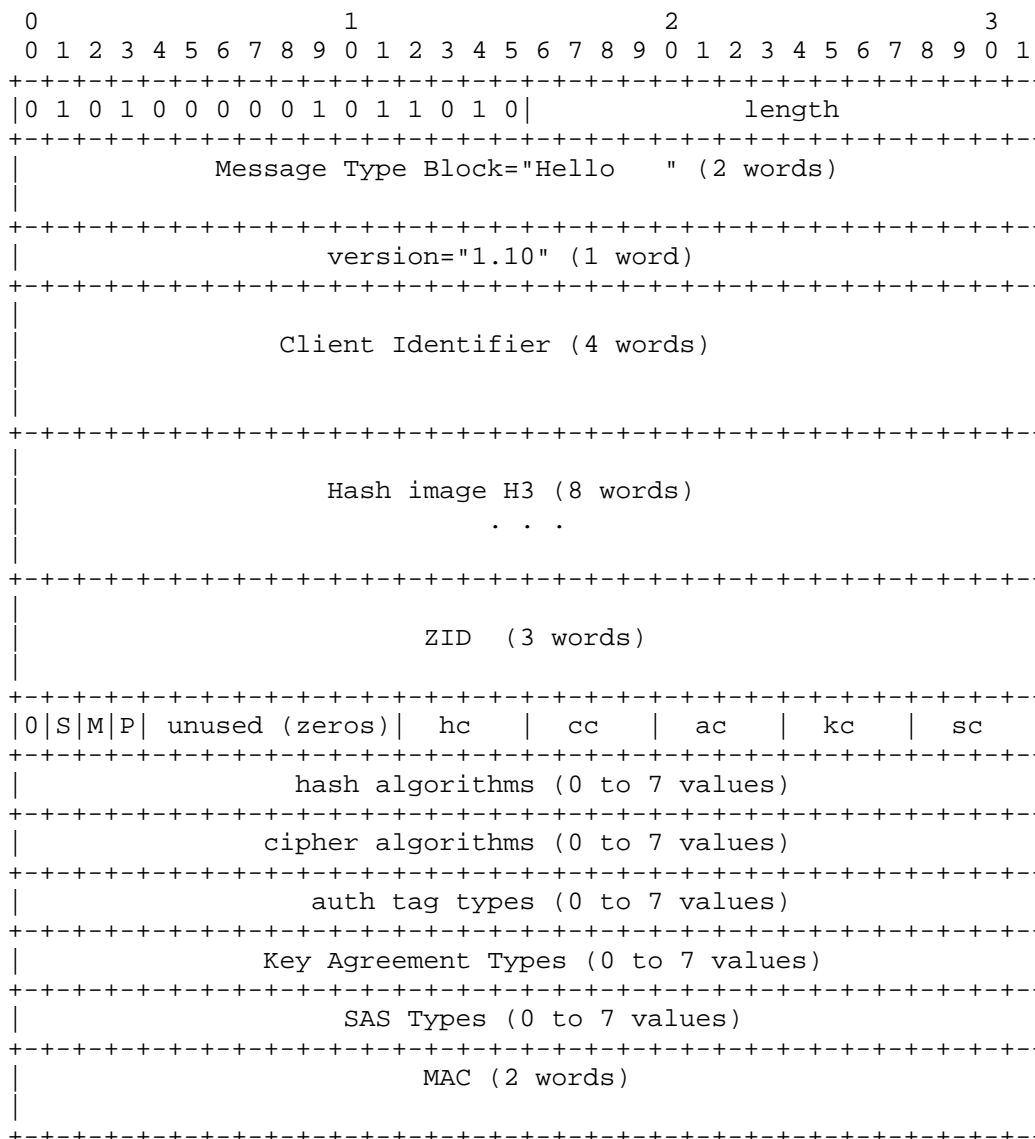 0                   1                   2                   3
 0 1 2 3 4 5 6 7 8 9 0 1 2 3 4 5 6 7 8 9 0 1 2 3 4 5 6 7 8 9 0 1
+-+-+-+-+-+-+-+-+-+-+-+-+-+-+-+-+-+-+-+-+-+-+-+-+-+-+-+-+-+-+-+-
|0 1 0 1 0 0 0 0 0 1 0 1 1 0 1 0|             length
+-+-+-+-+-+-+-+-+-+-+-+-+-+-+-+-+-+-+-+-+-+-+-+-+-+-+-+-+-+-+-+-
|            Message Type Block="Hello   " (2 words)
|
+-+-+-+-+-+-+-+-+-+-+-+-+-+-+-+-+-+-+-+-+-+-+-+-+-+-+-+-+-+-+-+-
|                   version="1.10" (1 word)
+-+-+-+-+-+-+-+-+-+-+-+-+-+-+-+-+-+-+-+-+-+-+-+-+-+-+-+-+-+-+-+-
|
|                Client Identifier (4 words)
|
|
+-+-+-+-+-+-+-+-+-+-+-+-+-+-+-+-+-+-+-+-+-+-+-+-+-+-+-+-+-+-+-+-
|
|                   Hash image H3 (8 words)
|                             . . .
|
+-+-+-+-+-+-+-+-+-+-+-+-+-+-+-+-+-+-+-+-+-+-+-+-+-+-+-+-+-+-+-+-
|
|                         ZID  (3 words)
|
+-+-+-+-+-+-+-+-+-+-+-+-+-+-+-+-+-+-+-+-+-+-+-+-+-+-+-+-+-+-+-+-
|0|S|M|P| unused (zeros)|  hc   |  cc   |  ac   |  kc   |  sc
+-+-+-+-+-+-+-+-+-+-+-+-+-+-+-+-+-+-+-+-+-+-+-+-+-+-+-+-+-+-+-+-
|                 hash algorithms (0 to 7 values)
+-+-+-+-+-+-+-+-+-+-+-+-+-+-+-+-+-+-+-+-+-+-+-+-+-+-+-+-+-+-+-+-
|               cipher algorithms (0 to 7 values)
+-+-+-+-+-+-+-+-+-+-+-+-+-+-+-+-+-+-+-+-+-+-+-+-+-+-+-+-+-+-+-+-
|                  auth tag types (0 to 7 values)
+-+-+-+-+-+-+-+-+-+-+-+-+-+-+-+-+-+-+-+-+-+-+-+-+-+-+-+-+-+-+-+-
|               Key Agreement Types (0 to 7 values)
+-+-+-+-+-+-+-+-+-+-+-+-+-+-+-+-+-+-+-+-+-+-+-+-+-+-+-+-+-+-+-+-
|                    SAS Types (0 to 7 values)
+-+-+-+-+-+-+-+-+-+-+-+-+-+-+-+-+-+-+-+-+-+-+-+-+-+-+-+-+-+-+-+-
|                         MAC (2 words)
|
+-+-+-+-+-+-+-+-+-+-+-+-+-+-+-+-+-+-+-+-+-+-+-+-+-+-+-+-+-+-+-+-